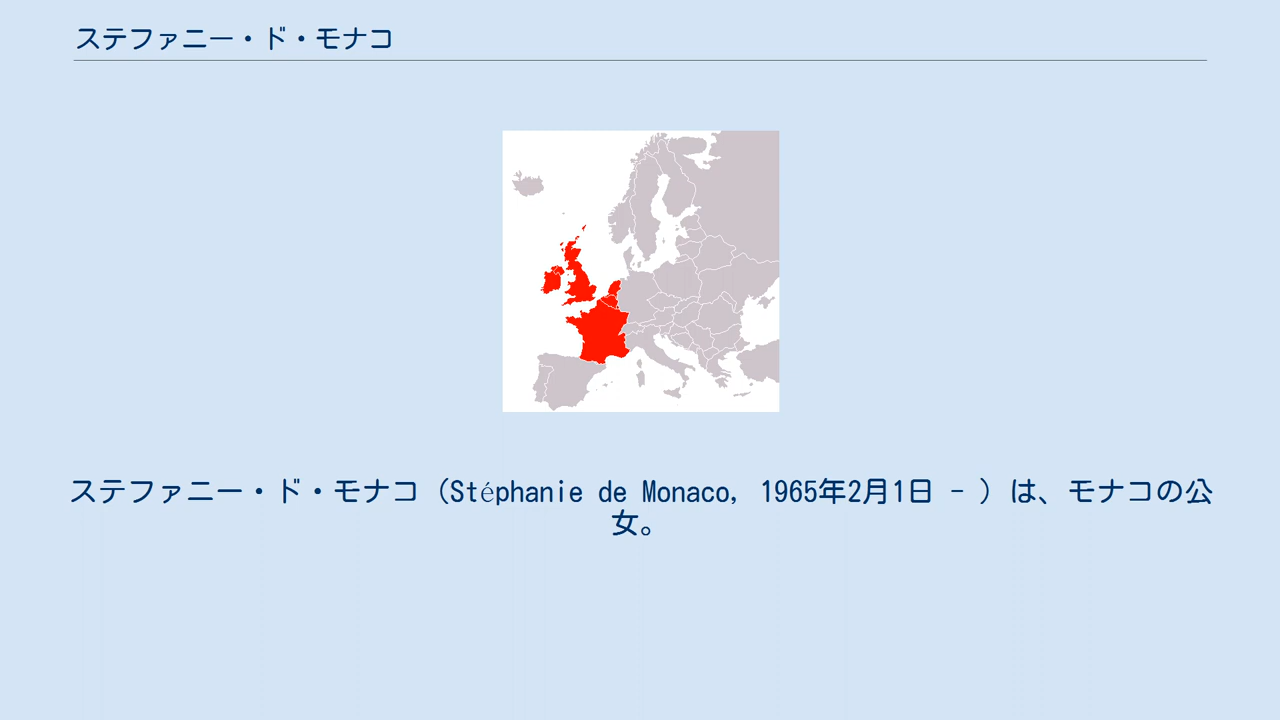 ステファニー・ド・モナコ
ステファニー・ド・モナコ（Stéphanie de Monaco, 1965年2月1日 - ）は、モナコの公
女。